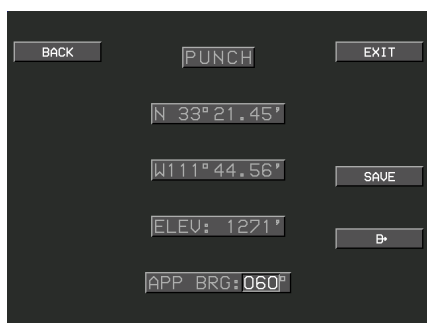 BACK
PUNCH
EXIT
N 33°21.45'
W111°44.56'
SAVE
ELEV: 1271'
APP BRG:060°